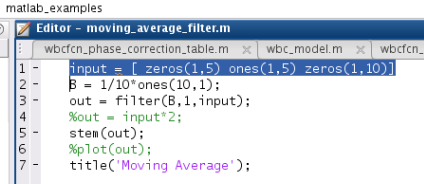 matlab_examples
Editor - moving_average_filter.m
wbcfcn_phase_correction_table.m × wbc_model.m × wbcfcn_
1 - input = [ zeros(1,5) ones(1,5) zeros(1,10)]
2 - B = 1/10*ones(10,1);
3 - out = filter(B,1,input);
4 %out = input*2;
5 - stem(out);
6 %plot(out);
7 - title('Moving Average');